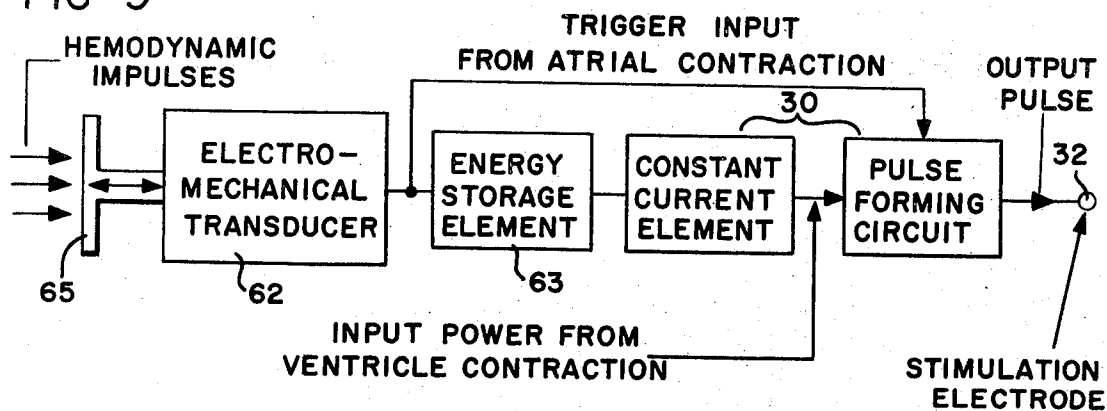 TRIGGER INPUT
FROM ATRIAL CONTRACTION
HEMODYNAMIC
IMPULSES
30
OUTPUT
PULSE
32
ELECTRO-
MECHANICAL
TRANSDUCER
ENERGY
STORAGE
ELEMENT
CONSTANT
CURRENT
ELEMENT
PULSE
FORMING
CIRCUIT
65
62
63
INPUT POWER FROM
VENTRICLE CONTRACTION
STIMULATION
ELECTRODE